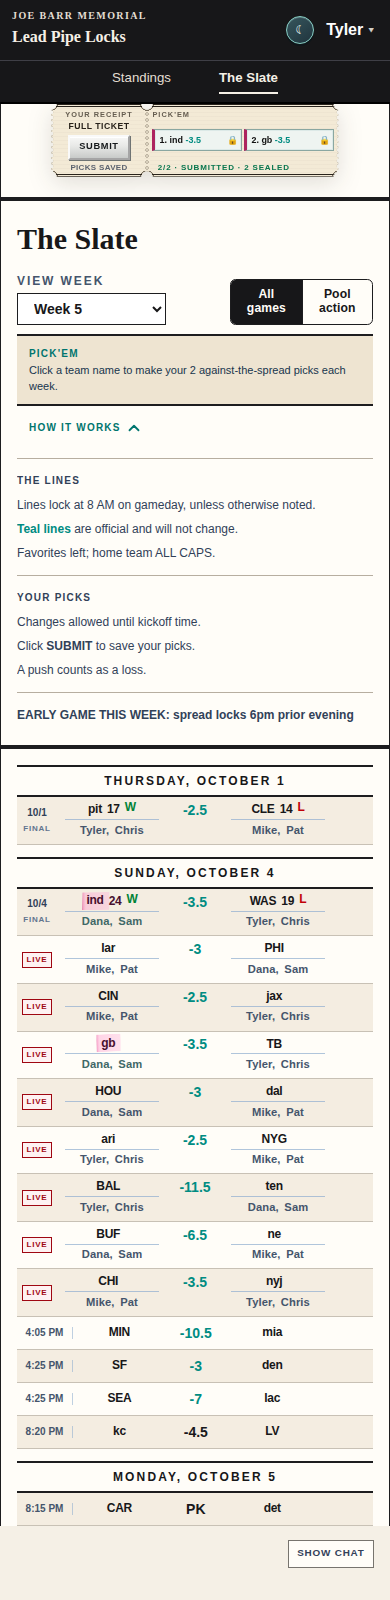 JOE BARR MEMORIAL
Lead Pipe Locks
Tyler
Standings
The Slate
YOUR RECEIPT
FULL TICKET
SUBMIT
PICKS SAVED
PICK'EM
1. ind -3.5
2. gb -3.5
2/2 · SUBMITTED · 2 SEALED
The Slate
VIEW WEEK
Week 5
All games
Pool action
PICK'EM
Click a team name to make your 2 against-the-spread picks each
week.
HOW IT WORKS
THE LINES
Lines lock at 8 AM on gameday, unless otherwise noted.
Teal lines are official and will not change.
Favorites left; home team ALL CAPS.
YOUR PICKS
Changes allowed until kickoff time.
Click SUBMIT to save your picks.
A push counts as a loss.
EARLY GAME THIS WEEK: spread locks 6pm prior evening
THURSDAY, OCTOBER 1
10/1 pit 17 W -2.5 CLE 14 L
FINAL Tyler, Chris Mike, Pat
SUNDAY, OCTOBER 4
10/4 ind 24 W -3.5 WAS 19 L
FINAL Dana, Sam Tyler, Chris
LIVE lar -3 PHI
Mike, Pat Dana, Sam
LIVE CIN -2.5 jax
Mike, Pat Tyler, Chris
LIVE gb -3.5 TB
Dana, Sam Tyler, Chris
LIVE HOU -3 dal
Dana, Sam Mike, Pat
LIVE ari -2.5 NYG
Tyler, Chris Mike, Pat
LIVE BAL -11.5 ten
Tyler, Chris Dana, Sam
LIVE BUF -6.5 ne
Dana, Sam Mike, Pat
LIVE CHI -3.5 nyj
Mike, Pat Tyler, Chris
4:05 PM MIN -10.5 mia
4:25 PM SF -3 den
4:25 PM SEA -7 lac
8:20 PM kc -4.5 LV
MONDAY, OCTOBER 5
8:15 PM CAR PK det
SHOW CHAT